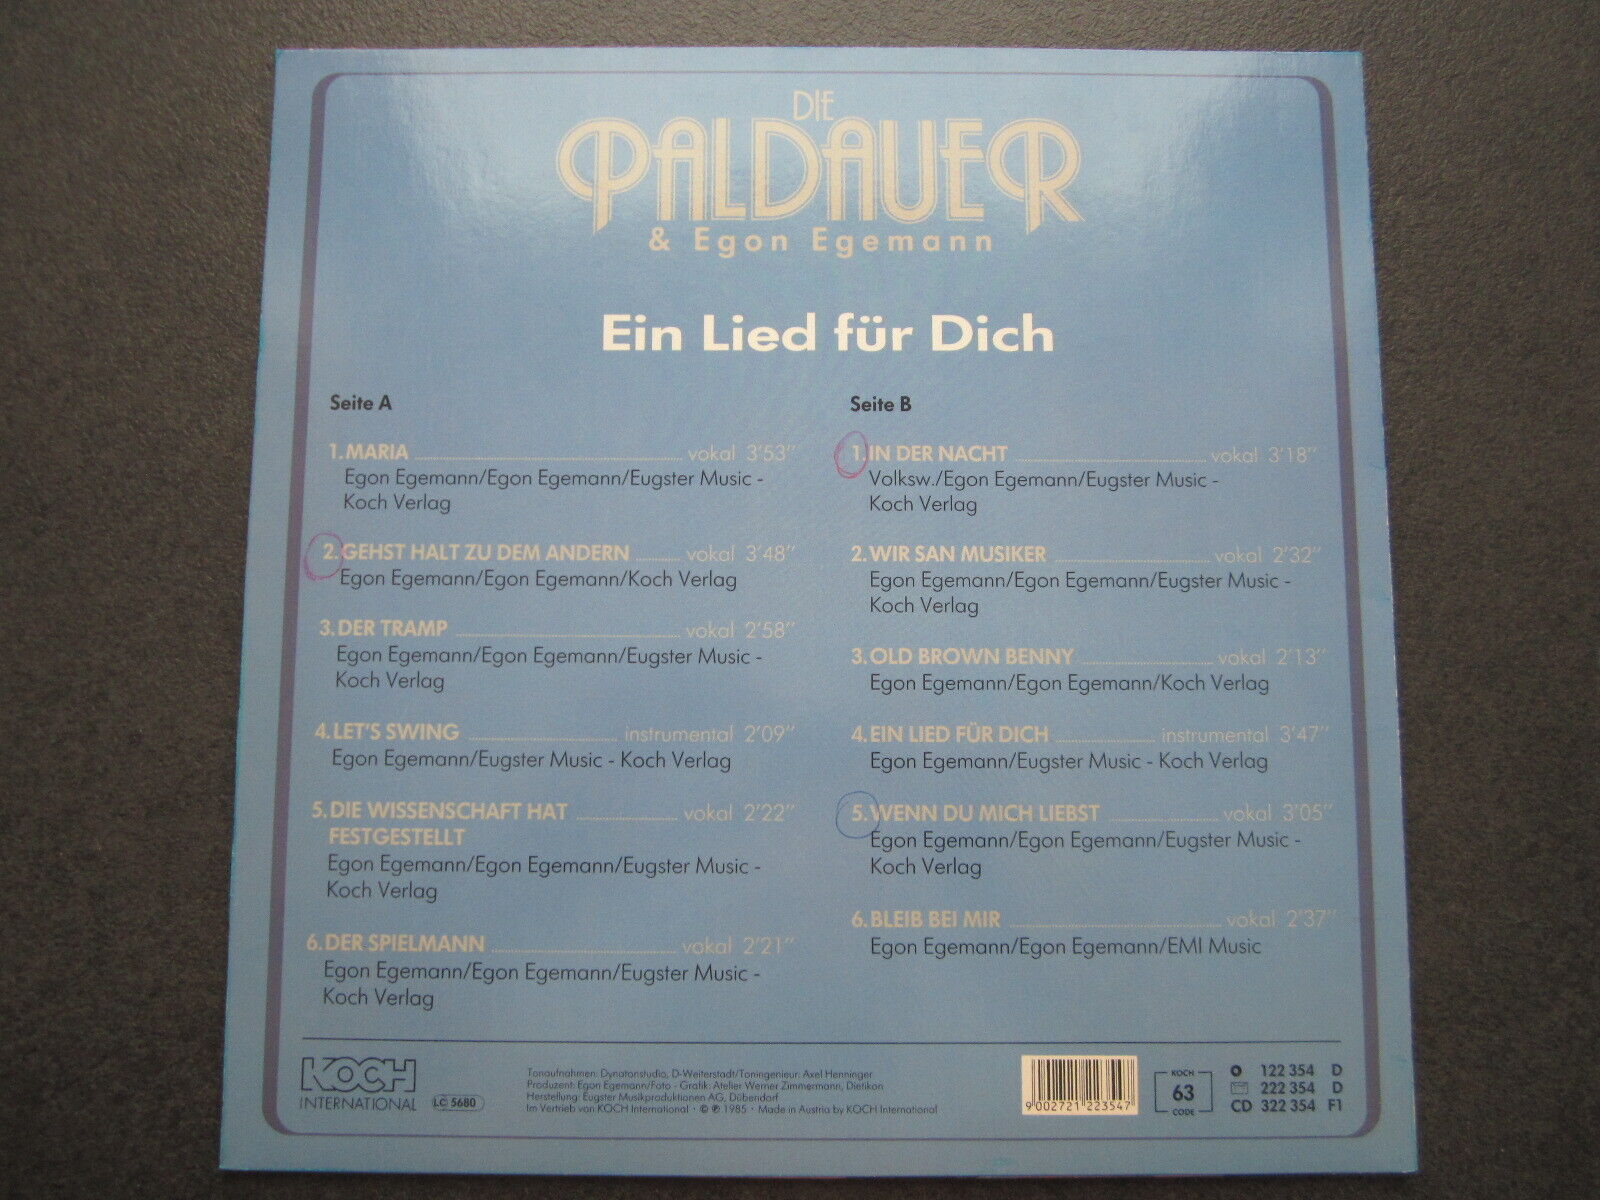 DIE
PALDAUER
& Egon Egemann
Ein Lied für Dich
Seite A
1. MARIA vokal 3'53"
Egon Egemann/Egon Egemann/Eugster Music -
Koch Verlag
2. GEHST HALT ZU DEM ANDERN vokal 3'48"
Egon Egemann/Egon Egemann/Koch Verlag
3. DER TRAMP vokal 2'58"
Egon Egemann/Egon Egemann/Eugster Music -
Koch Verlag
4. LET'S SWING instrumental 2'09"
Egon Egemann/Eugster Music - Koch Verlag
5. DIE WISSENSCHAFT HAT vokal 2'22"
FESTGESTELLT
Egon Egemann/Egon Egemann/Eugster Music -
Koch Verlag
6. DER SPIELMANN vokal 2'21"
Egon Egemann/Egon Egemann/Eugster Music -
Koch Verlag
Seite B
1. IN DER NACHT vokal 3'18"
Volksw./Egon Egemann/Eugster Music -
Koch Verlag
2. WIR SAN MUSIKER vokal 2'32"
Egon Egemann/Egon Egemann/Eugster Music -
Koch Verlag
3. OLD BROWN BENNY vokal 2'13"
Egon Egemann/Egon Egemann/Koch Verlag
4. EIN LIED FÜR DICH instrumental 3'47"
Egon Egemann/Eugster Music - Koch Verlag
5. WENN DU MICH LIEBST vokal 3'05"
Egon Egemann/Egon Egemann/Eugster Music -
Koch Verlag
6. BLEIB BEI MIR vokal 2'37"
Egon Egemann/Egon Egemann/EMI Music
KOCH
INTERNATIONAL
LC 5680
Tonaufnahmen: Dynatonstudio, D-Weiterstadt/Toningenieur: Axel Henninger
Produzent: Egon Egemann/Foto - Grafik: Atelier Werner Zimmermann, Dietikon
Herstellung: Eugster Musikproduktionen AG, Dübendorf
Im Vertrieb von KOCH International · © ℗ 1985 · Made in Austria by KOCH International
9 002721 223547
KOCH
63
CODE
122 354 D
222 354 D
CD 322 354 F1